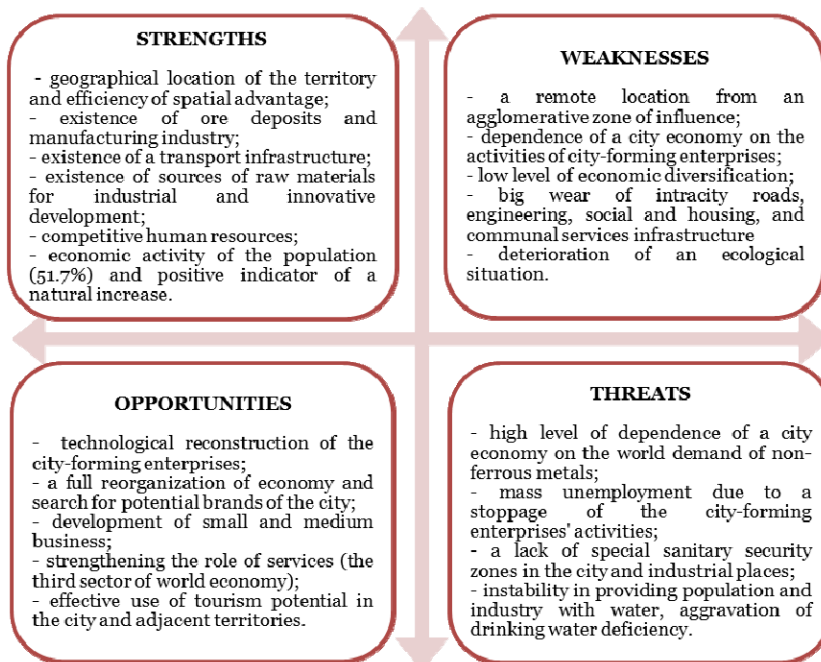 STRENGTHS
- geographical location of the territory
and efficiency of spatial advantage;
- existence of ore deposits and
manufacturing industry;
- existence of a transport infrastructure;
- existence of sources of raw materials
for industrial and innovative
development;
- competitive human resources;
- economic activity of the population
(51.7%) and positive indicator of a
natural increase.
WEAKNESSES
- a remote location from an
agglomerative zone of influence;
- dependence of a city economy on the
activities of city-forming enterprises;
- low level of economic diversification;
- big wear of intracity roads,
engineering, social and housing, and
communal services infrastructure
- deterioration of an ecological
situation.
OPPORTUNITIES
- technological reconstruction of the
city-forming enterprises;
- a full reorganization of economy and
search for potential brands of the city;
- development of small and medium
business;
- strengthening the role of services (the
third sector of world economy);
- effective use of tourism potential in
the city and adjacent territories.
THREATS
- high level of dependence of a city
economy on the world demand of non-
ferrous metals;
- mass unemployment due to a
stoppage of the city-forming
enterprises' activities;
- a lack of special sanitary security
zones in the city and industrial places;
- instability in providing population and
industry with water, aggravation of
drinking water deficiency.